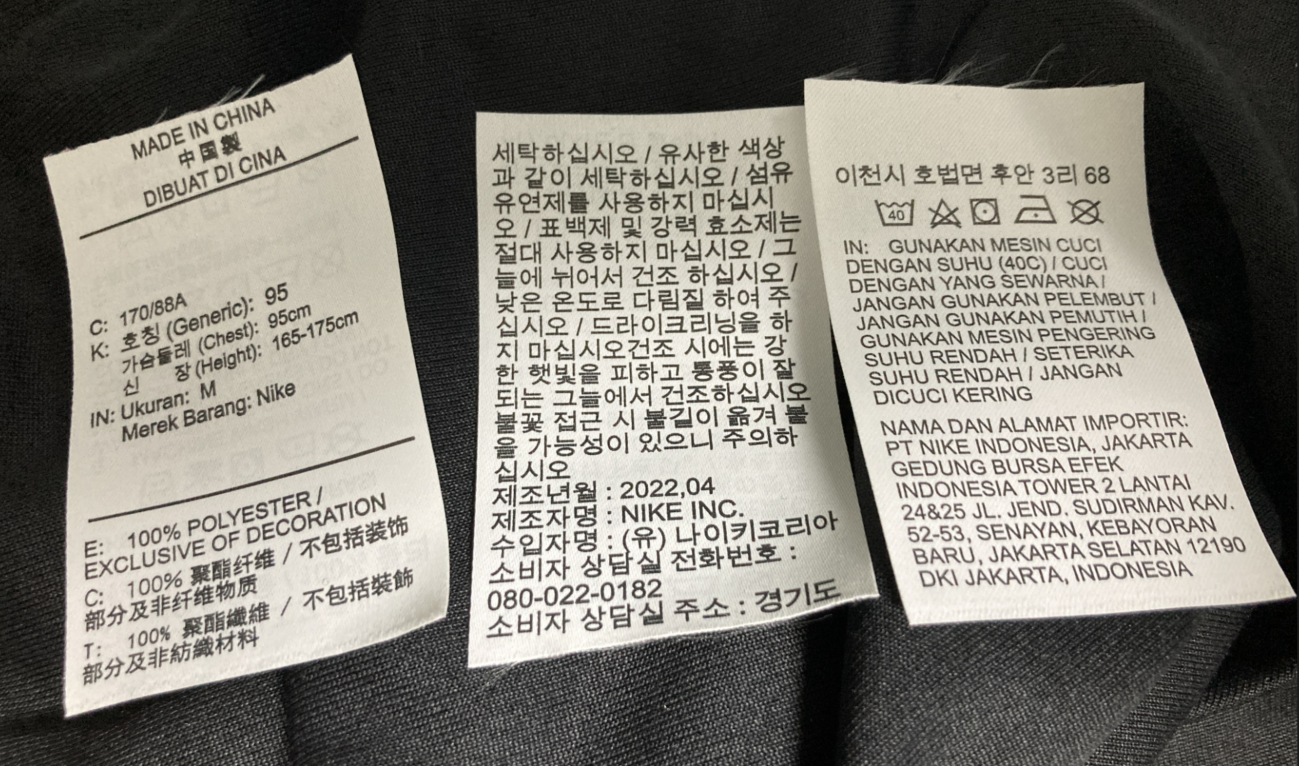 MADE IN CHINA
中国製
DIBUAT DI CINA
C: 170/88A
K: 호칭 (Generic): 95
가슴둘레 (Chest): 95cm
신 장 (Height): 165-175cm
IN: Ukuran: M
Merek Barang: Nike
E: 100% POLYESTER /
EXCLUSIVE OF DECORATION
C: 100% 聚酯纤维 / 不包括装饰
部分及非纤维物质
T: 100% 聚酯纖維 / 不包括裝飾
部分及非紡織材料
세탁하십시오 / 유사한 색상
과 같이 세탁하십시오 / 섬유
유연제를 사용하지 마십시
오 / 표백제 및 강력 효소제는
절대 사용하지 마십시오 / 그
늘에 뉘어서 건조 하십시오 /
낮은 온도로 다림질 하여 주
십시오 / 드라이크리닝을 하
지 마십시오건조 시에는 강
한 햇빛을 피하고 통풍이 잘
되는 그늘에서 건조하십시오
불꽃 접근 시 불길이 옮겨 붙
을 가능성이 있으니 주의하
십시오
제조년월 : 2022,04
제조자명 : NIKE INC.
수입자명 : (유) 나이키코리아
소비자 상담실 전화번호 :
080-022-0182
소비자 상담실 주소 : 경기도
이천시 호법면 후안 3리 68
40
IN: GUNAKAN MESIN CUCI
DENGAN SUHU (40C) / CUCI
DENGAN YANG SEWARNA /
JANGAN GUNAKAN PELEMBUT /
JANGAN GUNAKAN PEMUTIH /
GUNAKAN MESIN PENGERING
SUHU RENDAH / SETERIKA
SUHU RENDAH / JANGAN
DICUCI KERING
NAMA DAN ALAMAT IMPORTIR:
PT NIKE INDONESIA, JAKARTA
GEDUNG BURSA EFEK
INDONESIA TOWER 2 LANTAI
24&25 JL. JEND. SUDIRMAN KAV.
52-53, SENAYAN, KEBAYORAN
BARU, JAKARTA SELATAN 12190
DKI JAKARTA, INDONESIA